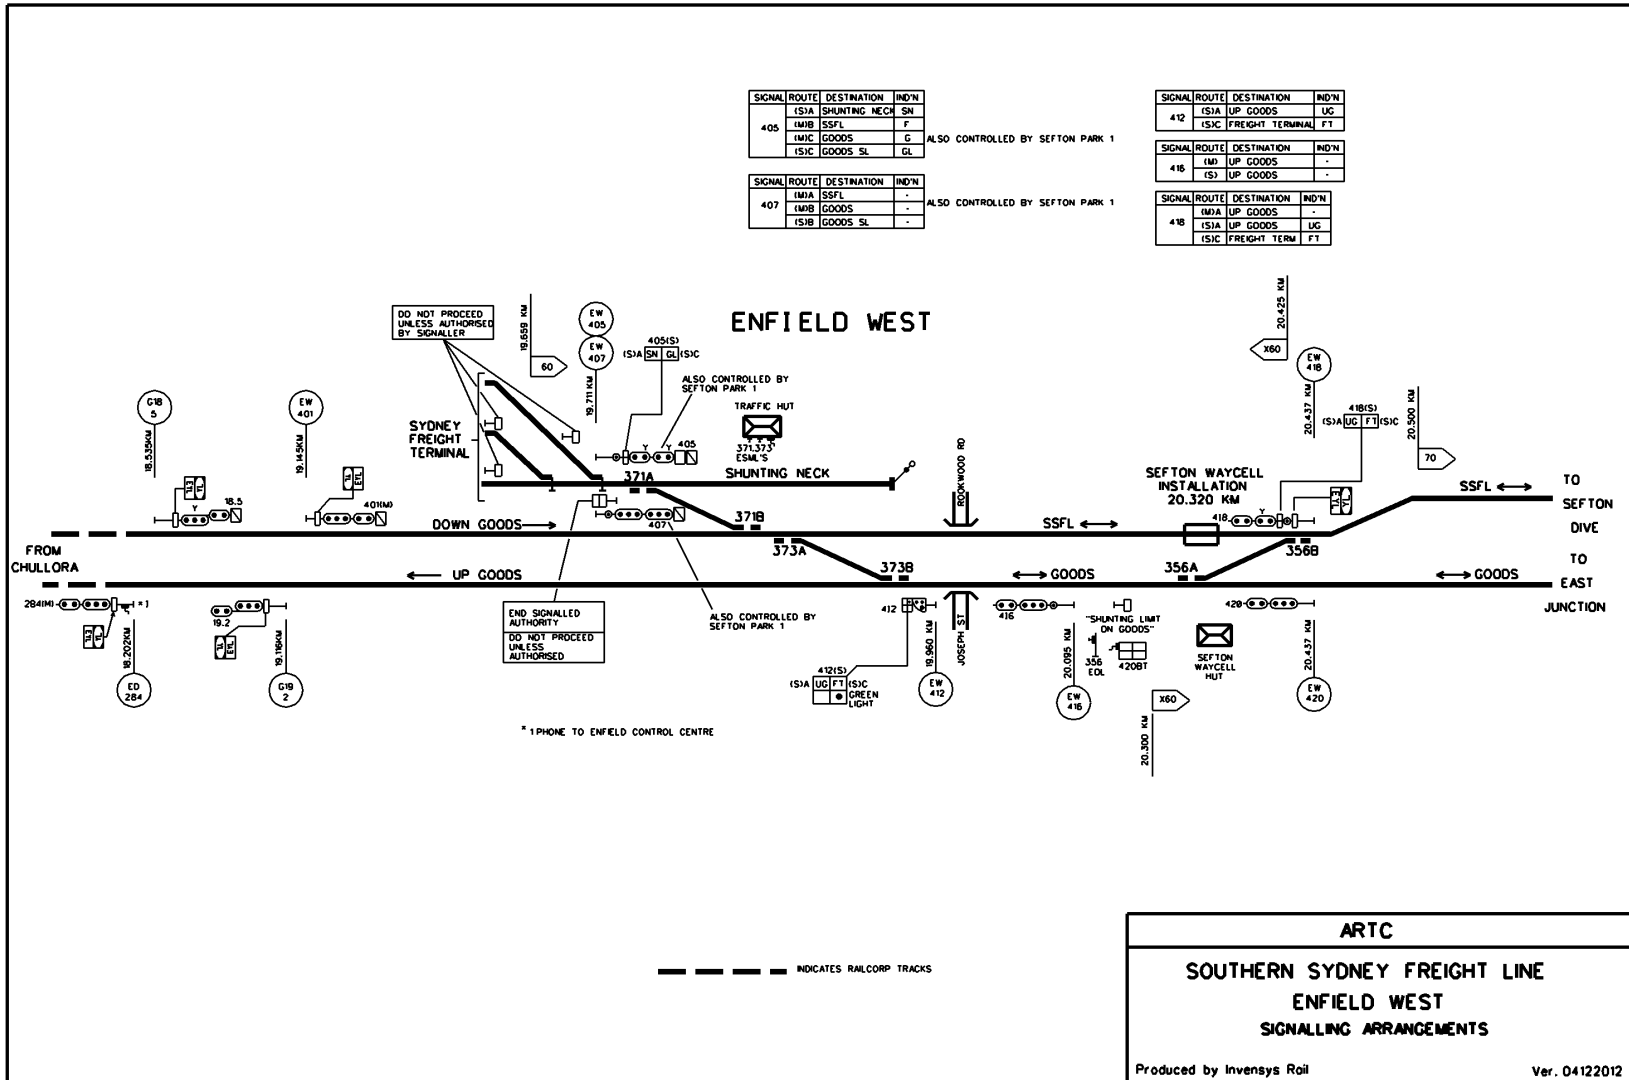 SIGNAL ROUTE DESTINATION IND'N
405
(S)A SHUNTING NECK SN
(M)B SSFL F
(M)C GOODS G
(S)C GOODS SL GL
ALSO CONTROLLED BY SEFTON PARK 1
SIGNAL ROUTE DESTINATION IND'N
407
(M)A SSFL -
(M)B GOODS -
(S)B GOODS SL -
ALSO CONTROLLED BY SEFTON PARK 1
SIGNAL ROUTE DESTINATION IND'N
412
(S)A UP GOODS UG
(S)C FREIGHT TERMINAL FT
SIGNAL ROUTE DESTINATION IND'N
416
(M) UP GOODS -
(S) UP GOODS -
SIGNAL ROUTE DESTINATION IND'N
418
(M)A UP GOODS -
(S)A UP GOODS UG
(S)C FREIGHT TERM FT
ENFIELD WEST
DO NOT PROCEED
UNLESS AUTHORISED
BY SIGNALLER
19.659 KM
60
EW
405
EW
407
19.711 KM
405(S)
(S)A SN GL (S)C
ALSO CONTROLLED BY
SEFTON PARK 1
Y Y 405
TRAFFIC HUT
371,373
ESML'S
SHUNTING NECK
20.425 KM
X60
EW
418
20.437 KM
418(S)
(S)A UG FT (S)C
20.500 KM
70
G18
5
18.535KM
EW
401
19.145KM
SYDNEY
FREIGHT
TERMINAL
371A
371B
373A
373B
356A
356B
Y 18.5
401(M)
407
DOWN GOODS
ROOKWOOD RD
SSFL
SEFTON WAYCELL
INSTALLATION
20.320 KM
418 Y
SSFL
TO
SEFTON
DIVE
FROM
CHULLORA
UP GOODS
GOODS
GOODS
TO
EAST
JUNCTION
284(M)
* 1
18.202KM
ED
284
19.2
19.116KM
G19
2
END SIGNALLED
AUTHORITY
DO NOT PROCEED
UNLESS
AUTHORISED
ALSO CONTROLLED BY
SEFTON PARK 1
412
19.960 KM
EW
412
JOSEPH ST
412(S)
(S)A UG FT (S)C
GREEN
LIGHT
416
20.095 KM
EW
416
"SHUNTING LIMIT
ON GOODS"
356
EOL
420BT
SEFTON
WAYCELL
HUT
420
20.437 KM
EW
420
X60
20.300 KM
* 1 PHONE TO ENFIELD CONTROL CENTRE
INDICATES RAILCORP TRACKS
ARTC
SOUTHERN SYDNEY FREIGHT LINE
ENFIELD WEST
SIGNALLING ARRANGEMENTS
Produced by Invensys Rail
Ver. 04122012